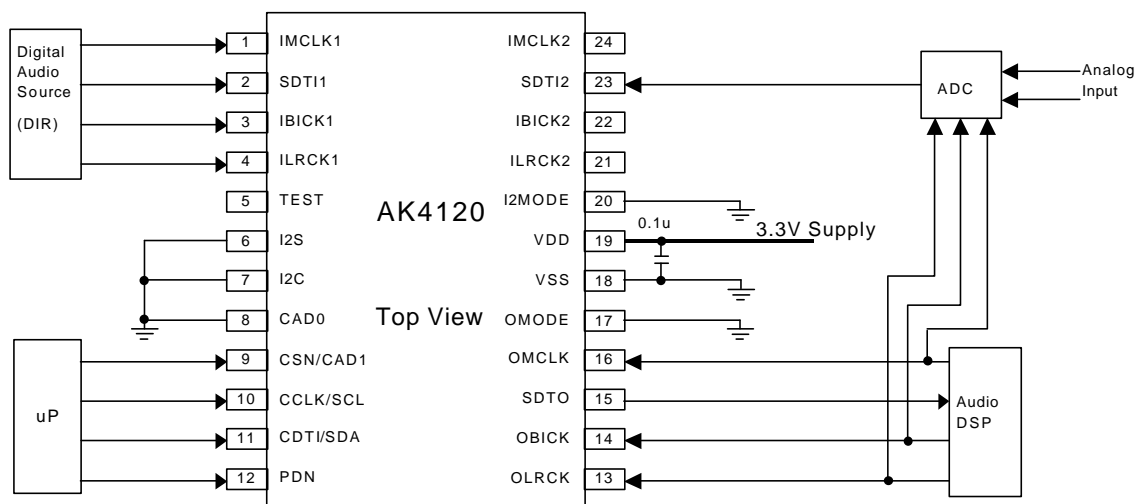 Digital
Audio
Source
(DIR)
1 IMCLK1
2 SDTI1
3 IBICK1
4 ILRCK1
5 TEST
6 I2S
7 I2C
8 CAD0
9 CSN/CAD1
10 CCLK/SCL
11 CDTI/SDA
12 PDN
uP
AK4120
Top View
IMCLK2 24
SDTI2 23
IBICK2 22
ILRCK2 21
I2MODE 20
VDD 19
VSS 18
OMODE 17
OMCLK 16
SDTO 15
OBICK 14
OLRCK 13
0.1u
3.3V Supply
ADC
Analog
Input
Audio
DSP